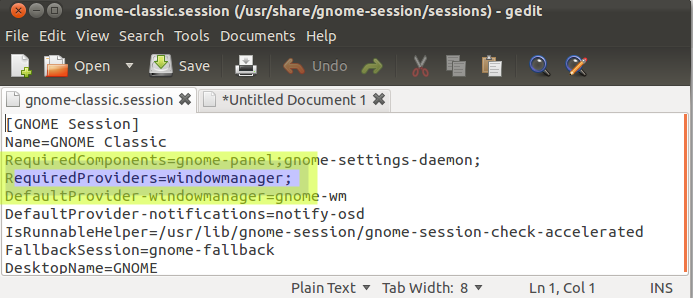 gnome-classic.session (/usr/share/gnome-session/sessions) - gedit
File Edit View Search Tools Documents Help
Open Save Undo
gnome-classic.session *Untitled Document 1
[GNOME Session]
Name=GNOME Classic
RequiredComponents=gnome-panel;gnome-settings-daemon;
RequiredProviders=windowmanager;
DefaultProvider-windowmanager=gnome-wm
DefaultProvider-notifications=notify-osd
IsRunnableHelper=/usr/lib/gnome-session/gnome-session-check-accelerated
FallbackSession=gnome-fallback
DesktopName=GNOME
Plain Text Tab Width: 8 Ln 1, Col 1 INS